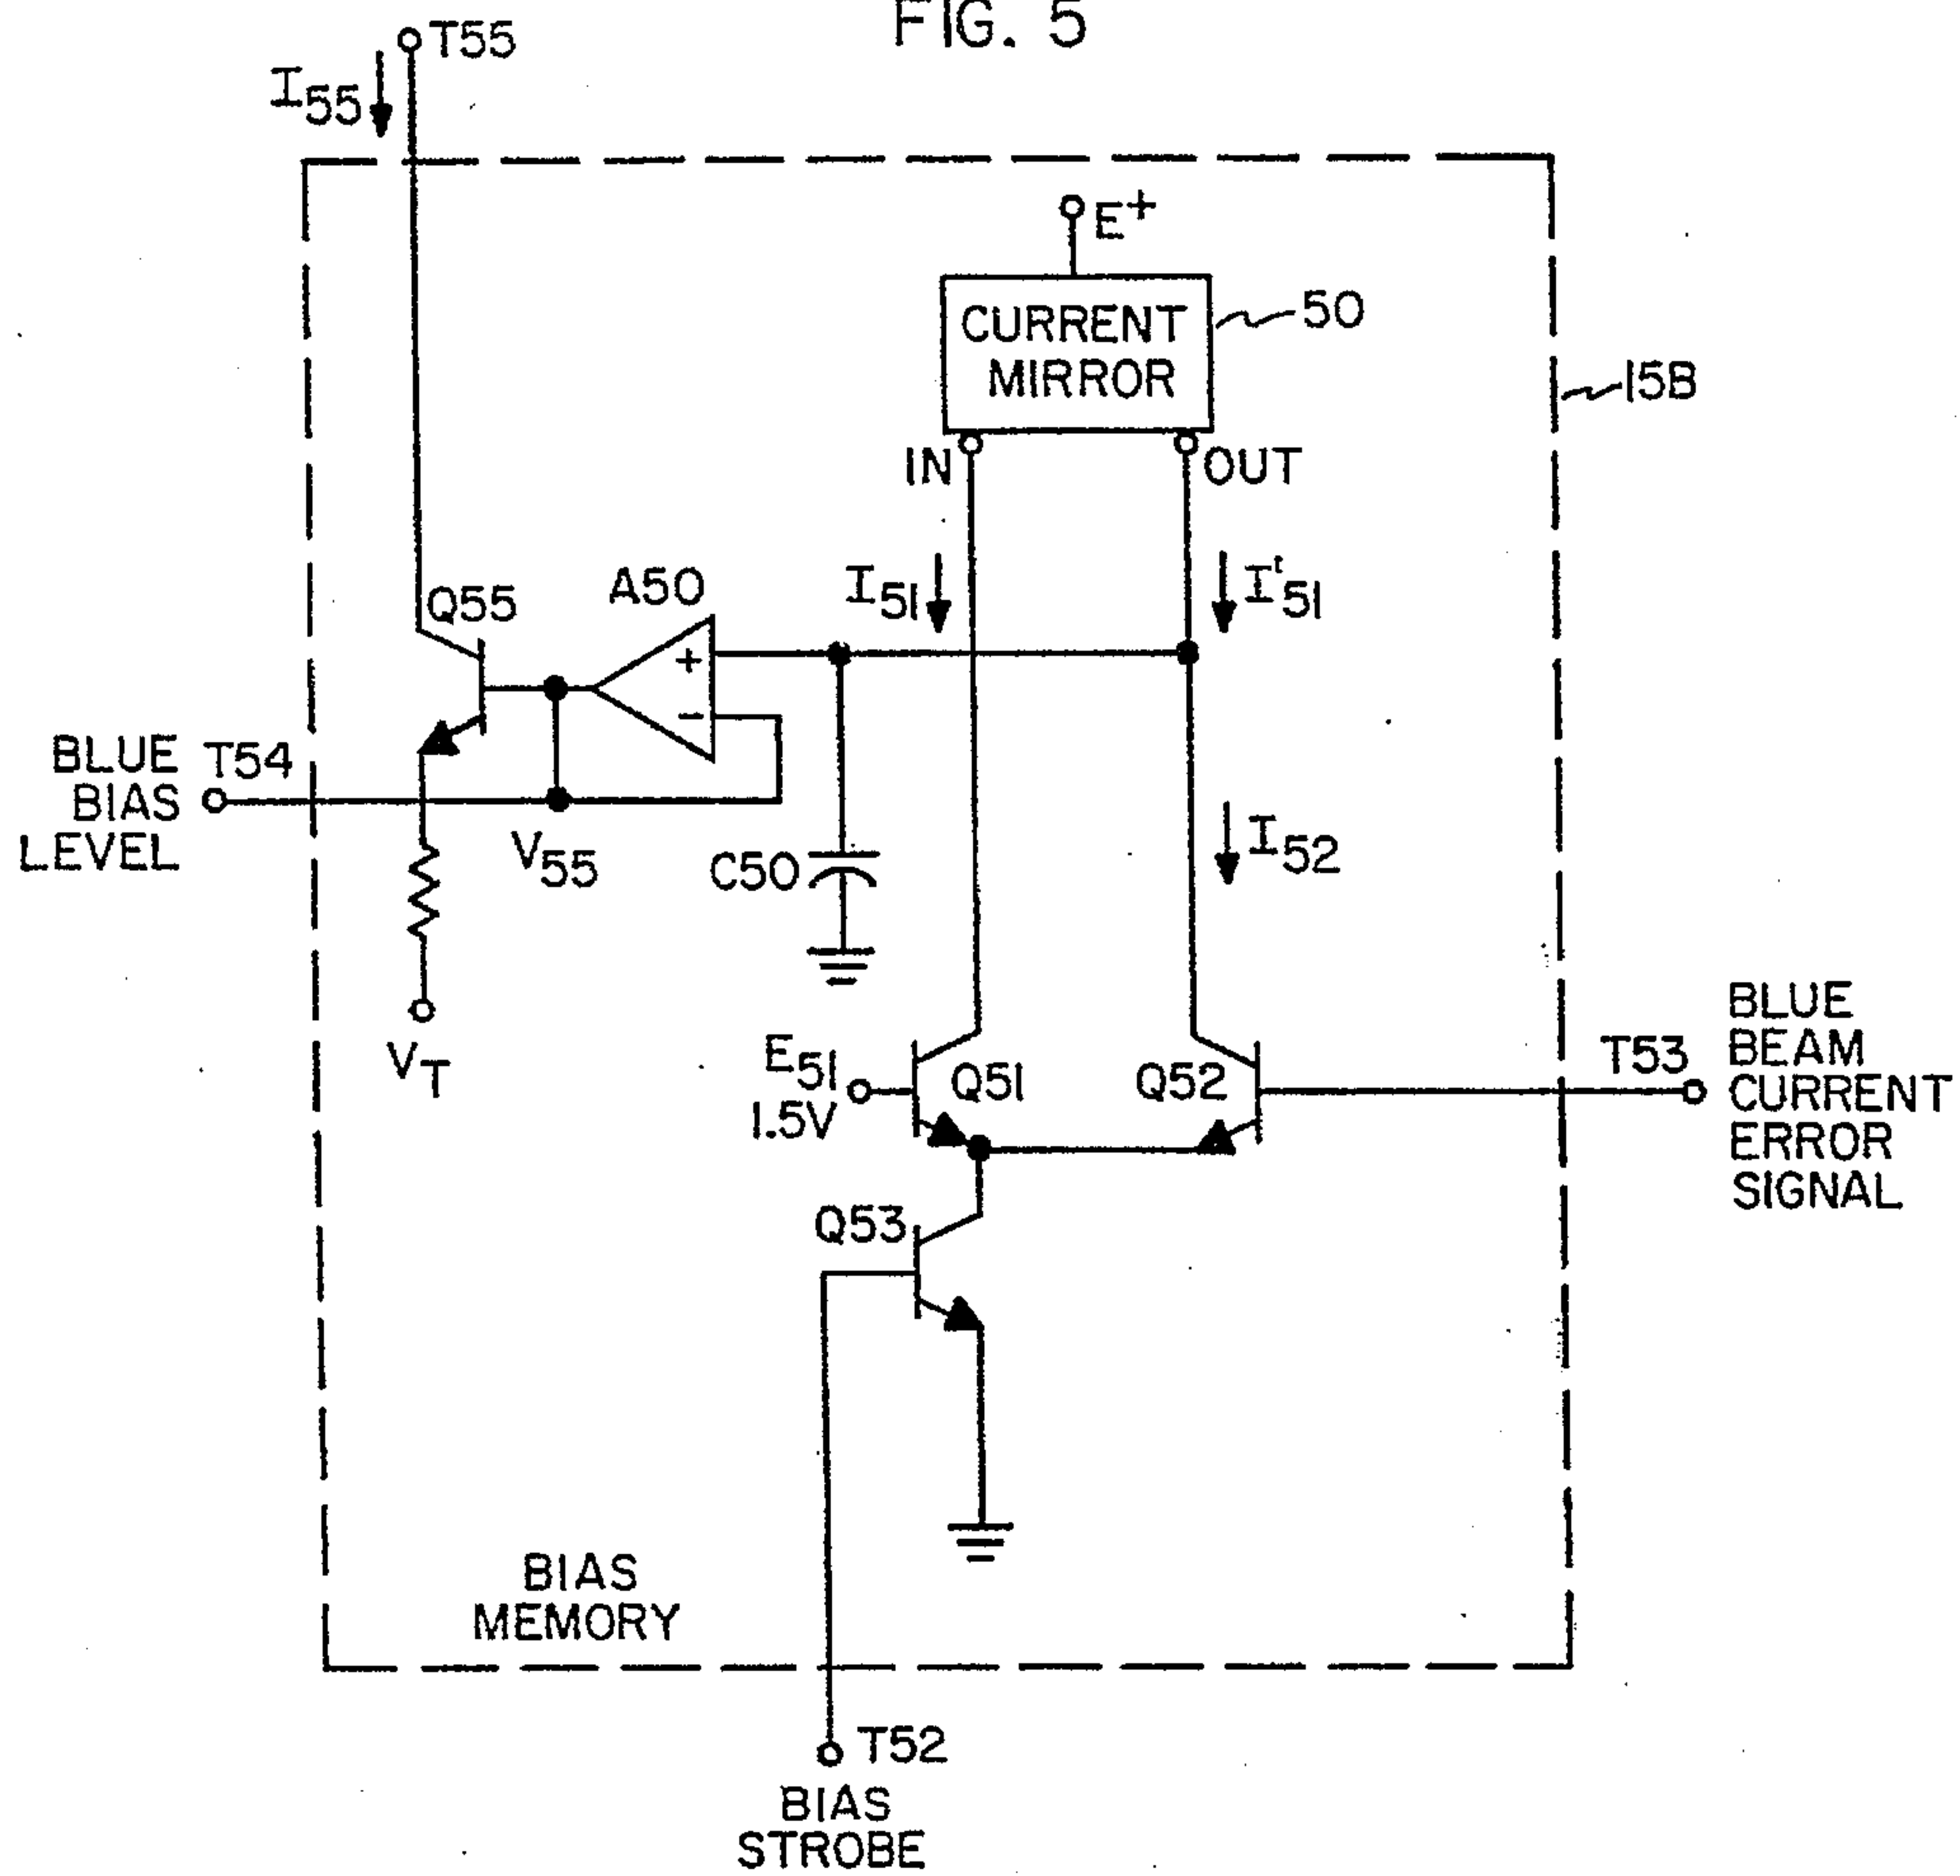 FIG. 5
T55
I55
E+
CURRENT
MIRROR
50
15B
IN
OUT
I51
I'51
Q55
A50
+
-
BLUE
BIAS
LEVEL
T54
V55
C50
I52
VT
E51
1.5V
Q51
Q52
T53
BLUE
BEAM
CURRENT
ERROR
SIGNAL
Q53
BIAS
MEMORY
T52
BIAS
STROBE